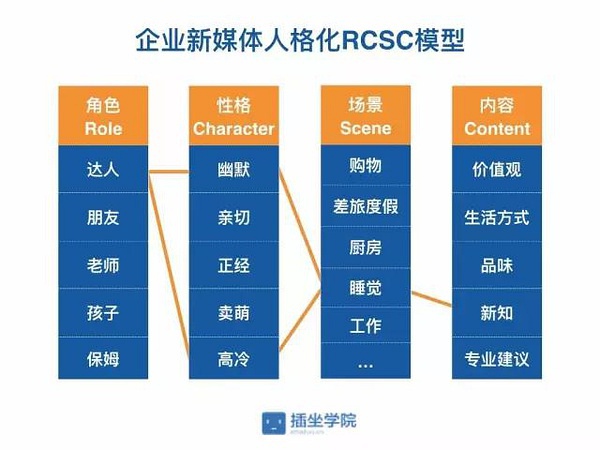 企业新媒体人格化RCSC模型
角色
Role
达人
朋友
老师
孩子
保姆
性格
Character
幽默
亲切
正经
卖萌
高冷
场景
Scene
购物
差旅度假
厨房
睡觉
工作
...
内容
Content
价值观
生活方式
品味
新知
专业建议
插坐学院